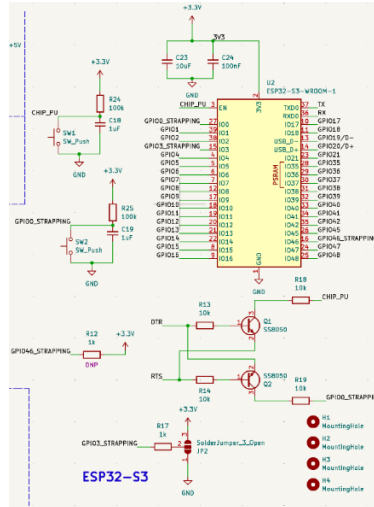 +3.3V
3V3
+5V
C23
10uF
C24
100nF
+3.3V
R24
100k
C18
1uF
CHIP_PU
SW1
SW_Push
GND
GND
U2
ESP32-S3-WROOM-1
CHIP_PU
EN
3V3
GPIO0_STRAPPING
GPIO1
GPIO2
GPIO3_STRAPPING
GPIO4
GPIO5
GPIO6
GPIO7
GPIO8
GPIO9
GPIO10
GPIO11
GPIO12
GPIO13
GPIO14
GPIO15
GPIO16
IO0
IO1
IO2
IO3
IO4
IO5
IO6
IO7
IO8
IO9
IO10
IO11
IO12
IO13
IO14
IO15
IO16
PSRAM
GND
TXD0
RXD0
IO17
IO18
USB_D-
USB_D+
IO21
IO35
IO36
IO37
IO38
IO39
IO40
IO41
IO42
IO45
IO46
IO47
IO48
TX
RX
GPIO17
GPIO18
GPIO19/D-
GPIO20/D+
GPIO21
GPIO35
GPIO36
GPIO37
GPIO38
GPIO39
GPIO40
GPIO41
GPIO42
GPIO45
GPIO46_STRAPPIN
GPIO47
GPIO48
GND
+3.3V
R25
100k
C19
1uF
GPIO0_STRAPPING
SW2
SW_Push
GND
R18
10k
CHIP_PU
DTR
R13
10k
Q1
SS8050
GPIO46_STRAPPING
R12
1k
DNP
+3.3V
RTS
R14
10k
SS8050
Q2
R19
10k
GPIO0_STRAPPIN
+3.3V
R17
1k
GPIO3_STRAPPING
SolderJumper_3_Open
JP2
GND
H1
MountingHole
H2
MountingHole
H3
MountingHole
H4
MountingHole
ESP32-S3